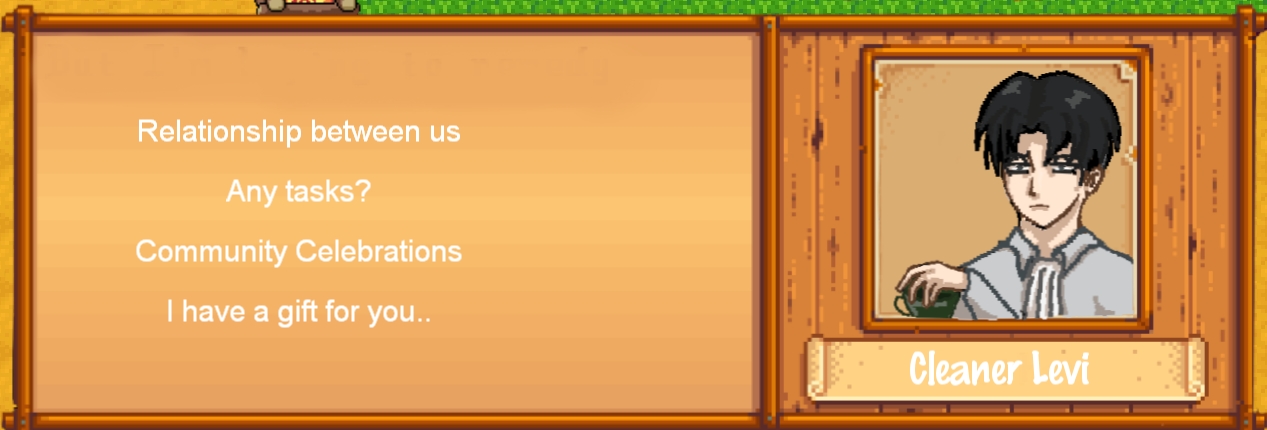 Relationship between us
Any tasks?
Community Celebrations
I have a gift for you..
Cleaner Levi